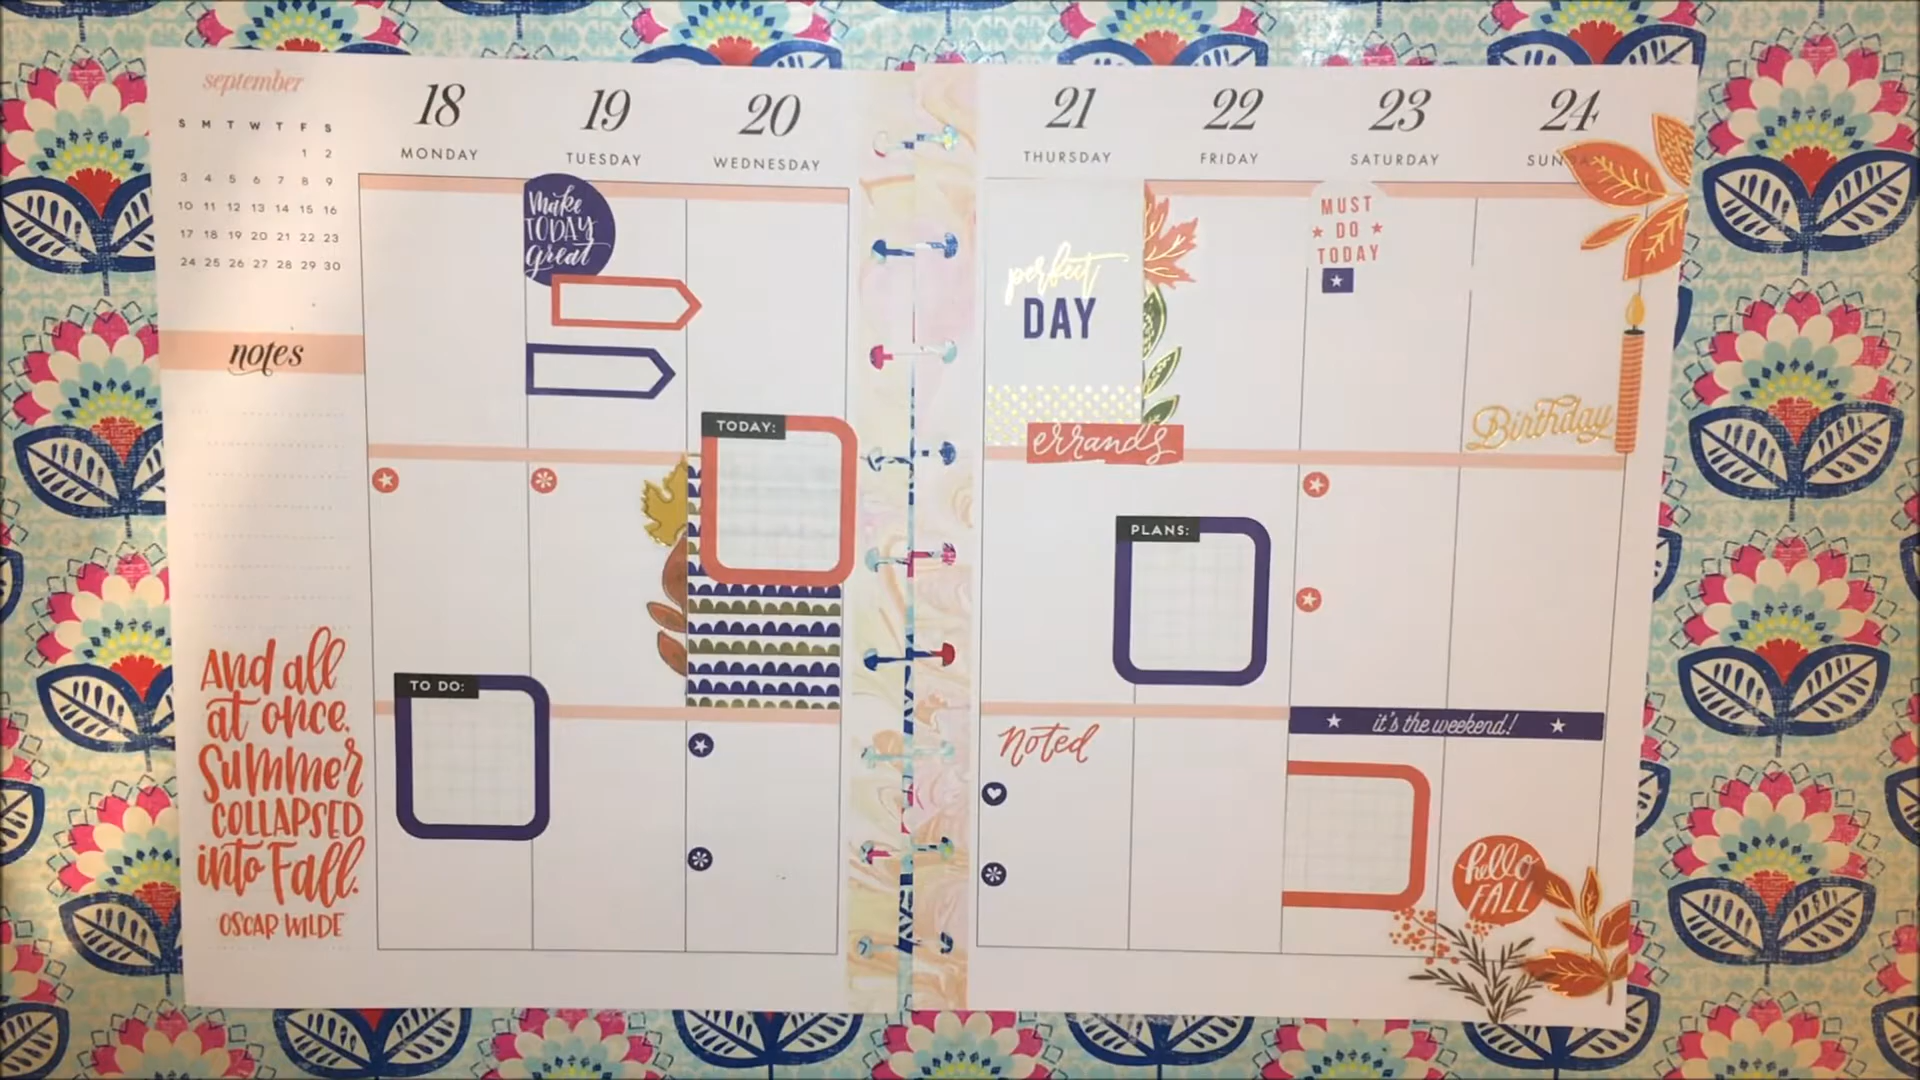 september
S M T W T F S
1 2
3 4 5 6 7 8 9
10 11 12 13 14 15 16
17 18 19 20 21 22 23
24 25 26 27 28 29 30
notes
And all
at once.
Summer
COLLAPSED
into Fall.
OSCAR WILDE
18
MONDAY
TO DO:
19
TUESDAY
Make
TODAY
great
20
WEDNESDAY
TODAY:
21
THURSDAY
perfect
DAY
errands
Noted
22
FRIDAY
PLANS:
23
SATURDAY
MUST
DO
TODAY
it's the weekend!
24
SUNDAY
Birthday
hello
FALL